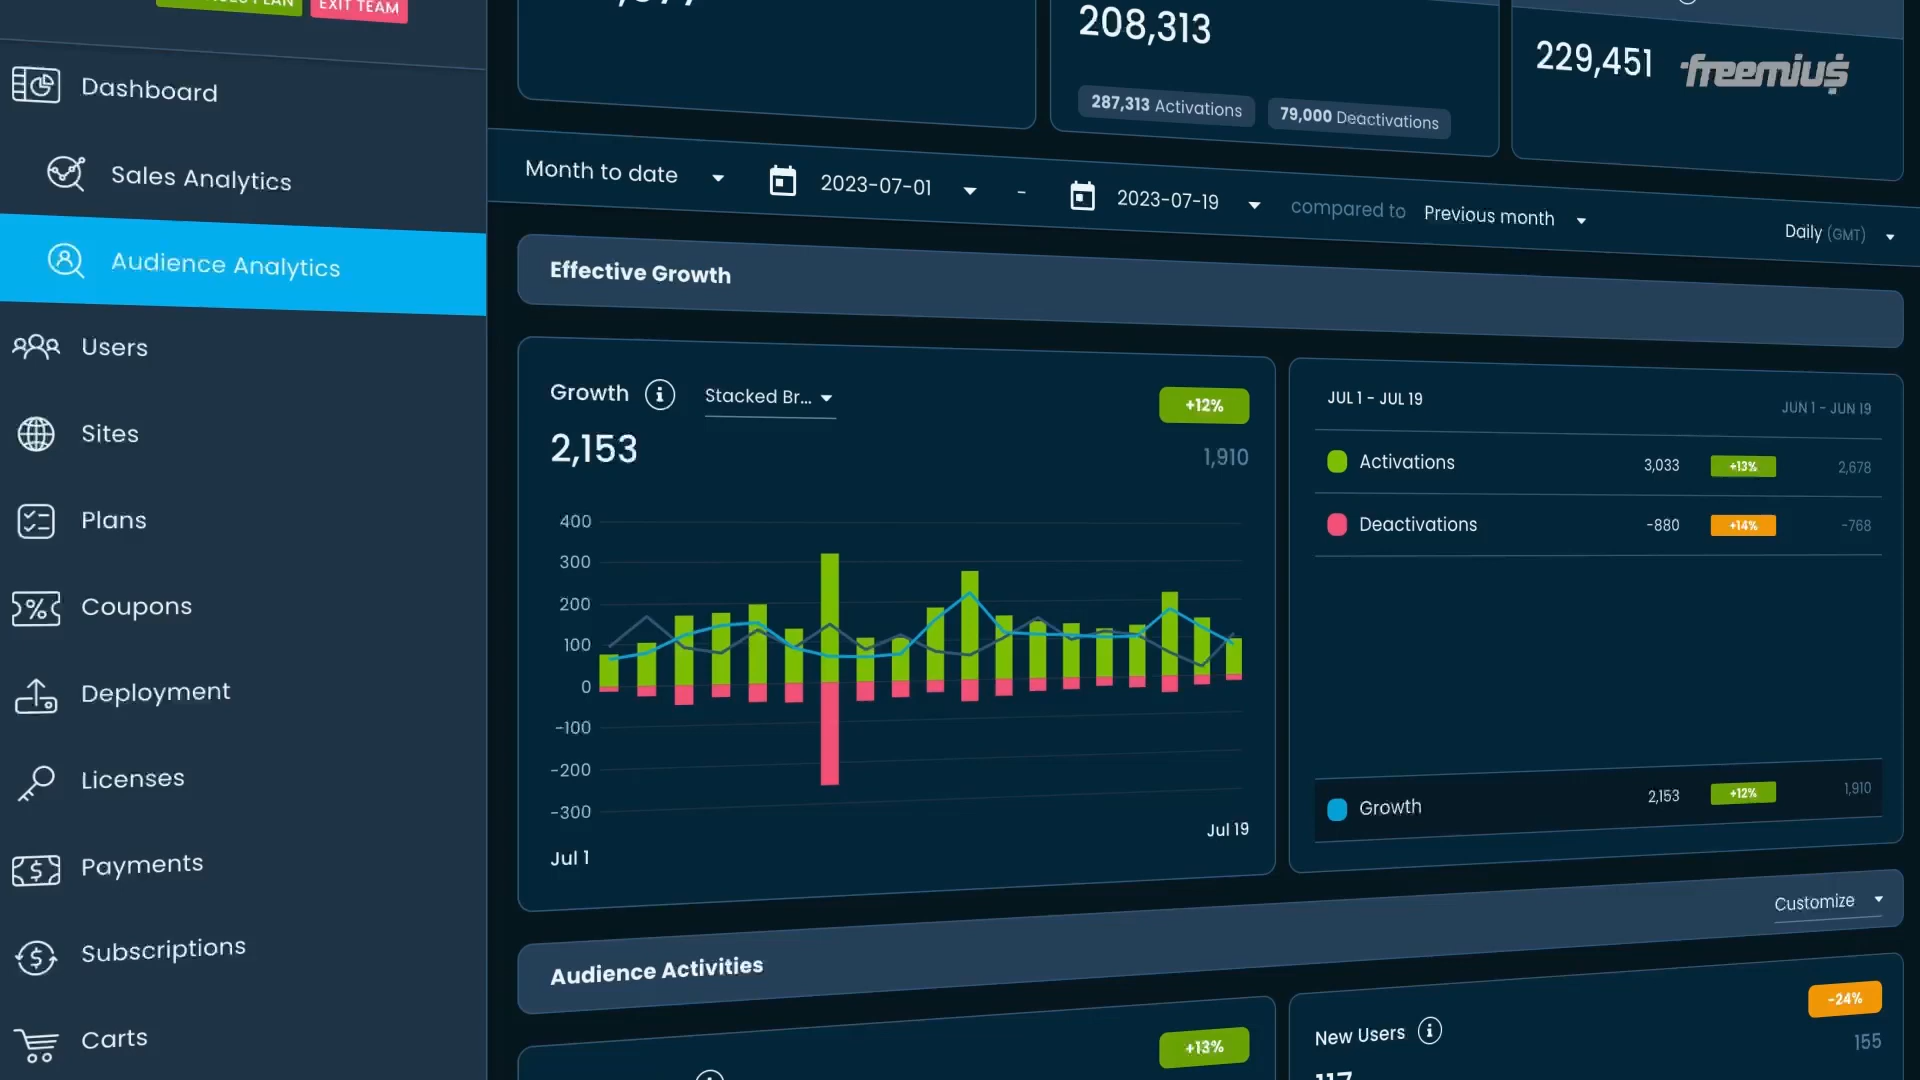 EXIT TEAM
Dashboard
Sales Analytics
Audience Analytics
Users
Sites
Plans
Coupons
Deployment
Licenses
Payments
Subscriptions
Carts
208,313
287,313 Activations
79,000 Deactivations
229,451
freemiu$
Month to date
2023-07-01
-
2023-07-19
compared to
Previous month
Daily (GMT)
Effective Growth
Growth
Stacked Br...
+12%
2,153
1,910
400
300
200
100
0
-100
-200
-300
Jul 1
Jul 19
JUL 1 - JUL 19
JUN 1 - JUN 19
Activations 3,033 +13% 2,678
Deactivations -880 +14% -768
Growth 2,153 +12% 1,910
Customize
Audience Activities
+13%
New Users
-24%
155